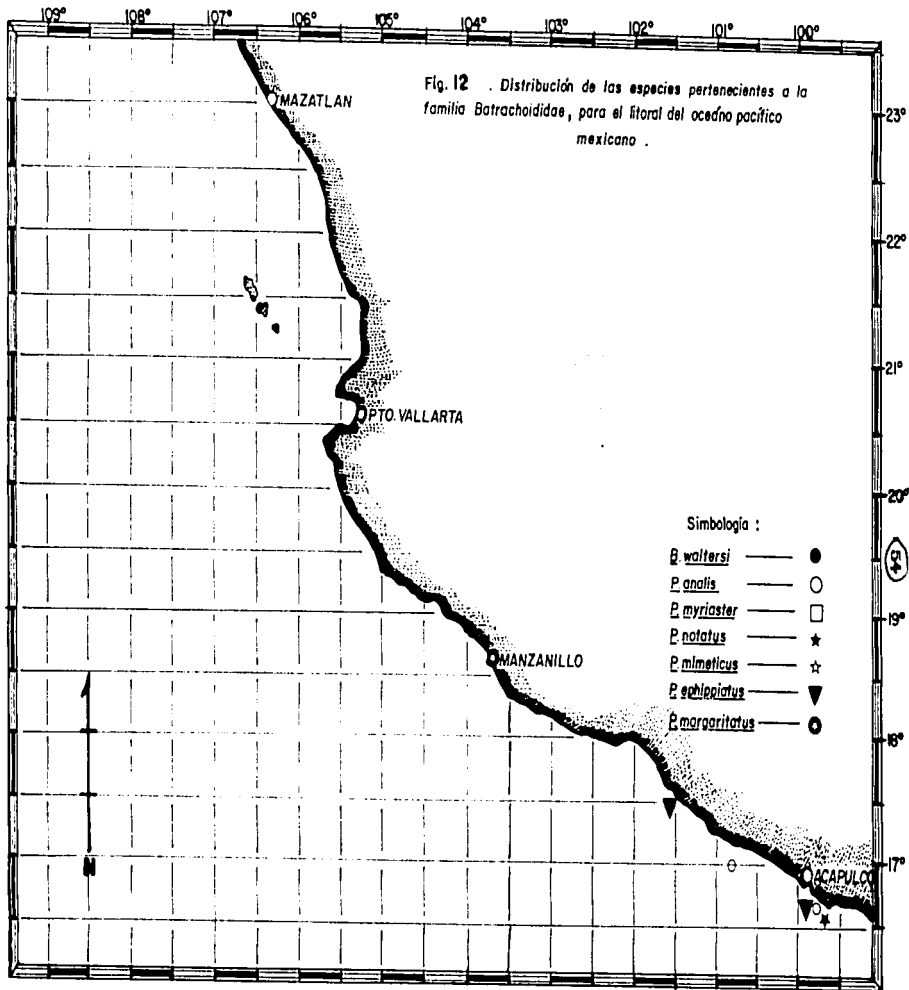 109° 108° 107° 106° 105° 104° 103° 102° 101° 100°
Fig. 12 . Distribución de las especies pertenecientes a la
familia Batrachoididae, para el litoral del oceáno pacífico
mexicano .
MAZATLAN
23°
22°
21°
PTO. VALLARTA
20°
Simbología :
B. waltersi
P. analis
P. myriaster
P. notatus
P. mimeticus
P. ephippiatus
P. margaritatus
54
19°
MANZANILLO
18°
17°
ACAPULCO
N